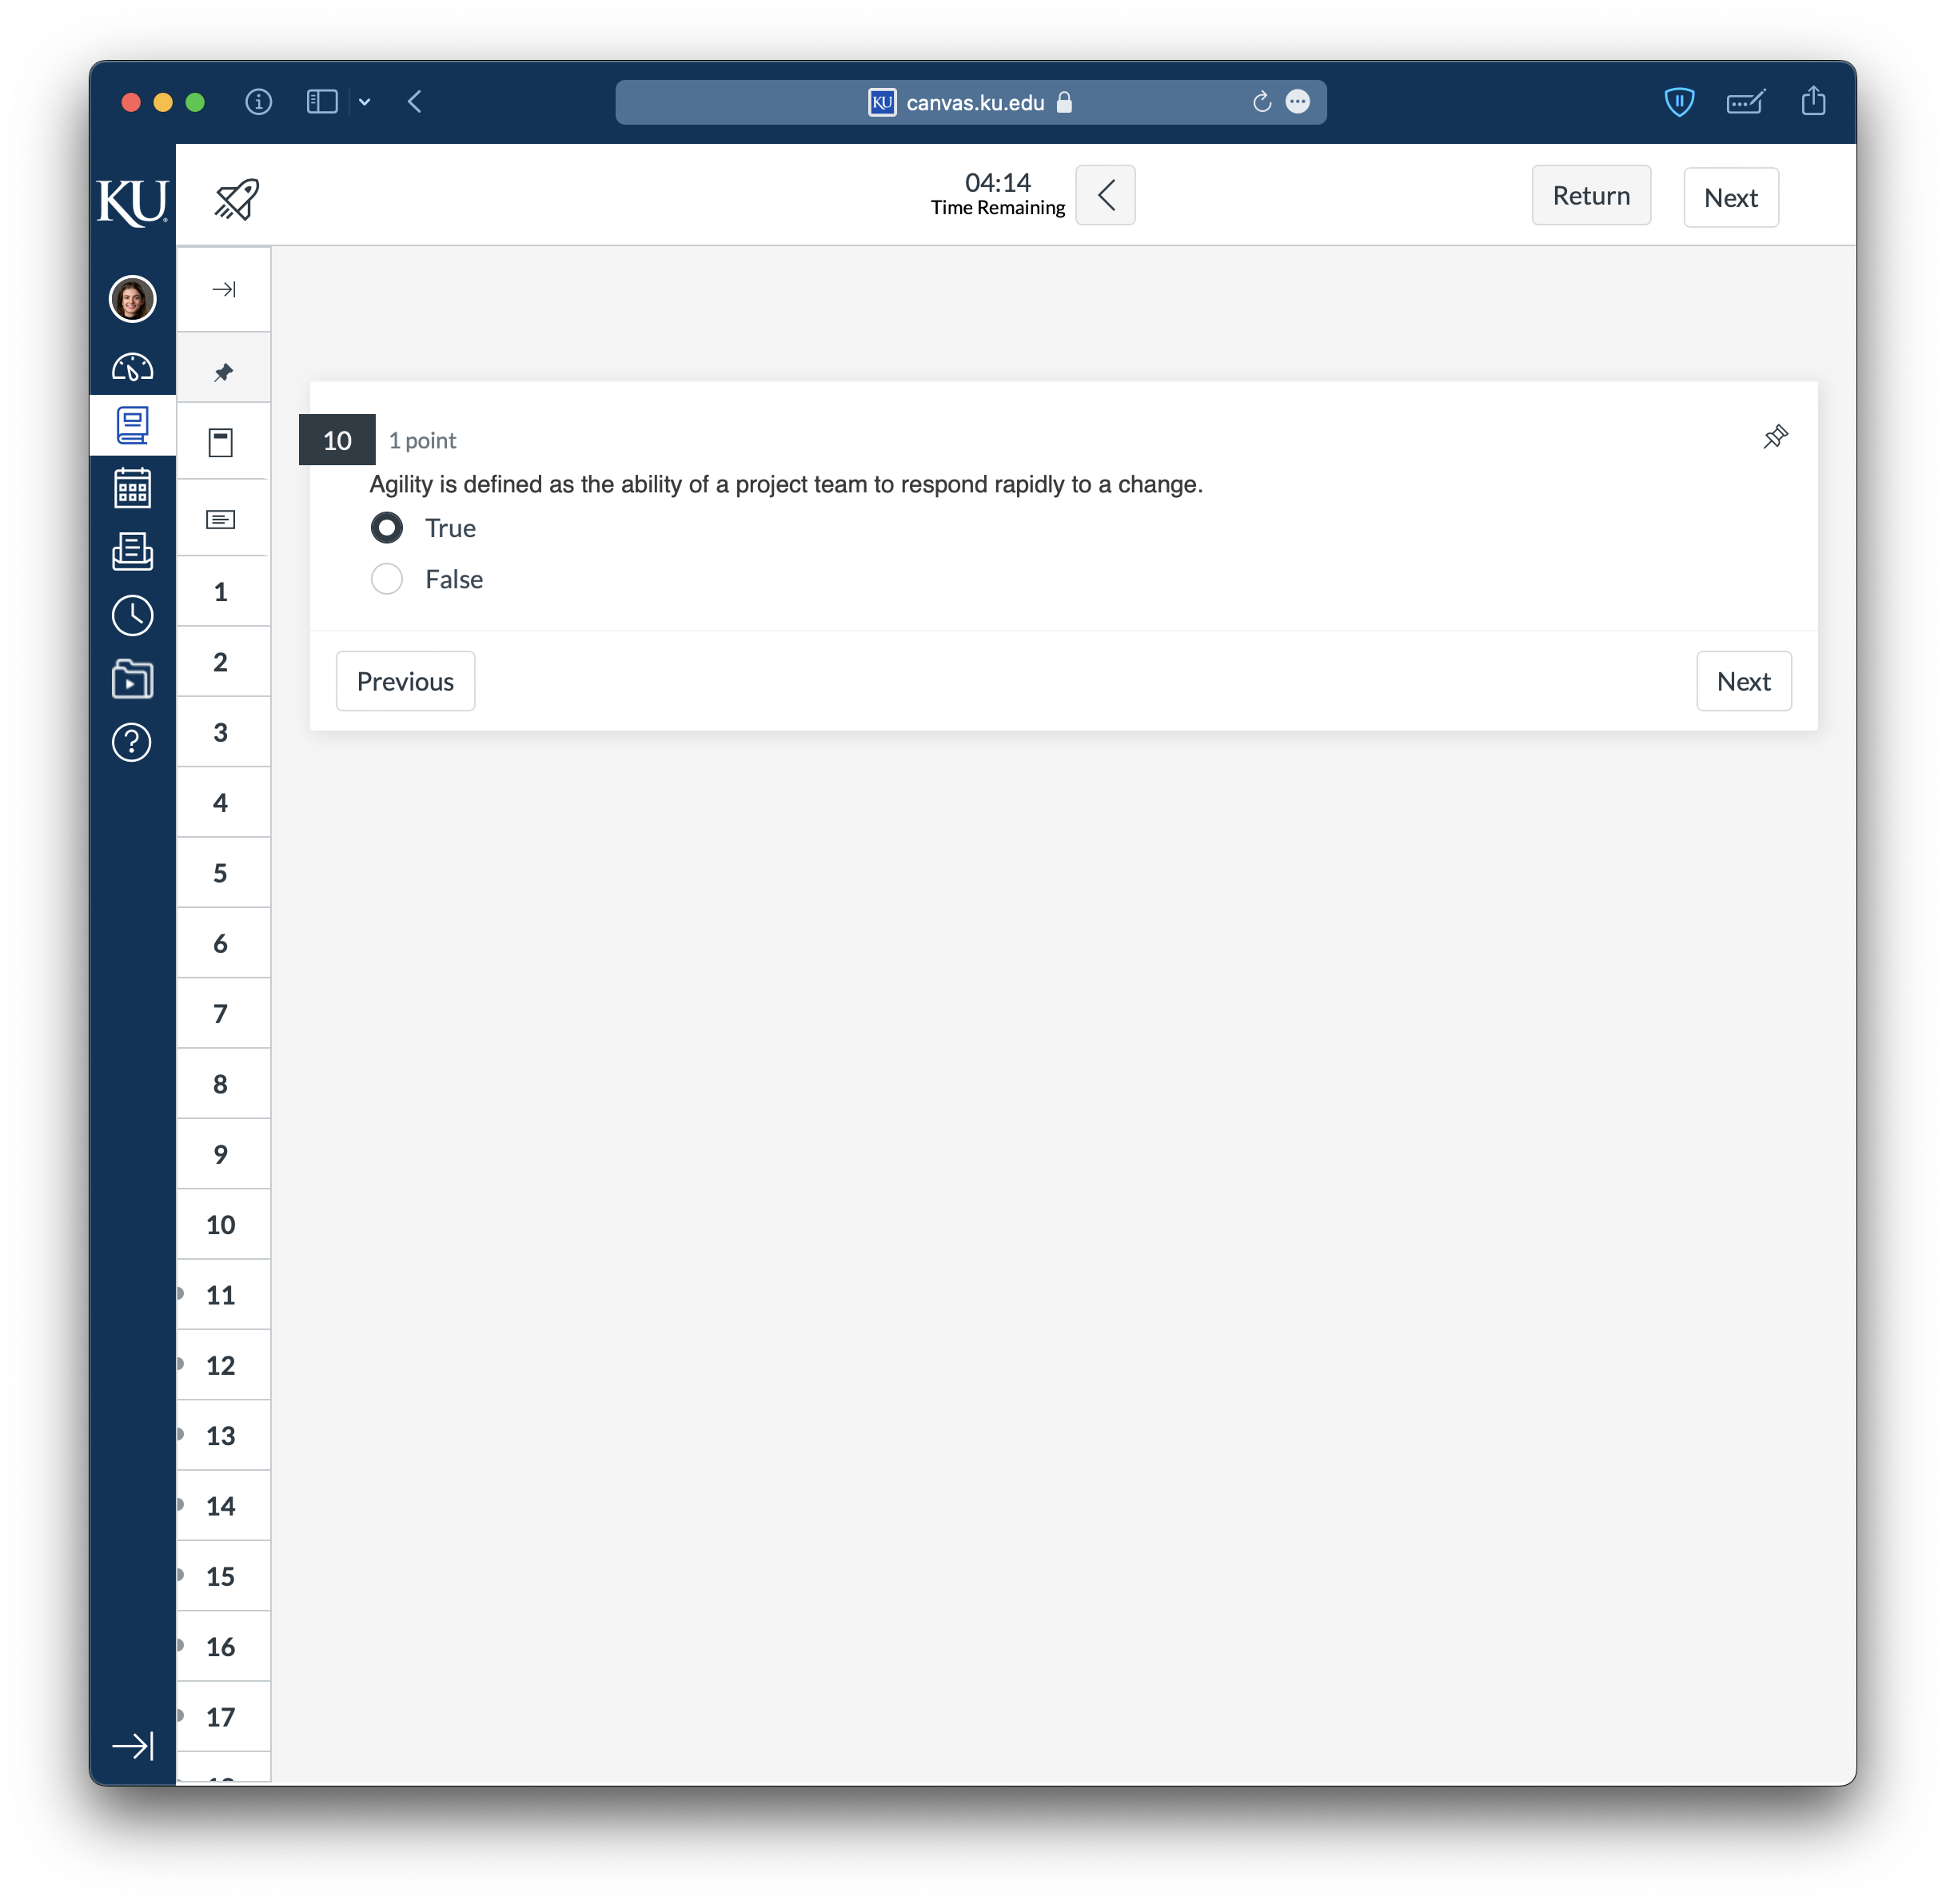 KU canvas.ku.edu
KU
04:14
Time Remaining
Return
Next
10
1 point
Agility is defined as the ability of a project team to respond rapidly to a change.
True
False
Previous
Next
1
2
3
4
5
6
7
8
9
10
11
12
13
14
15
16
17